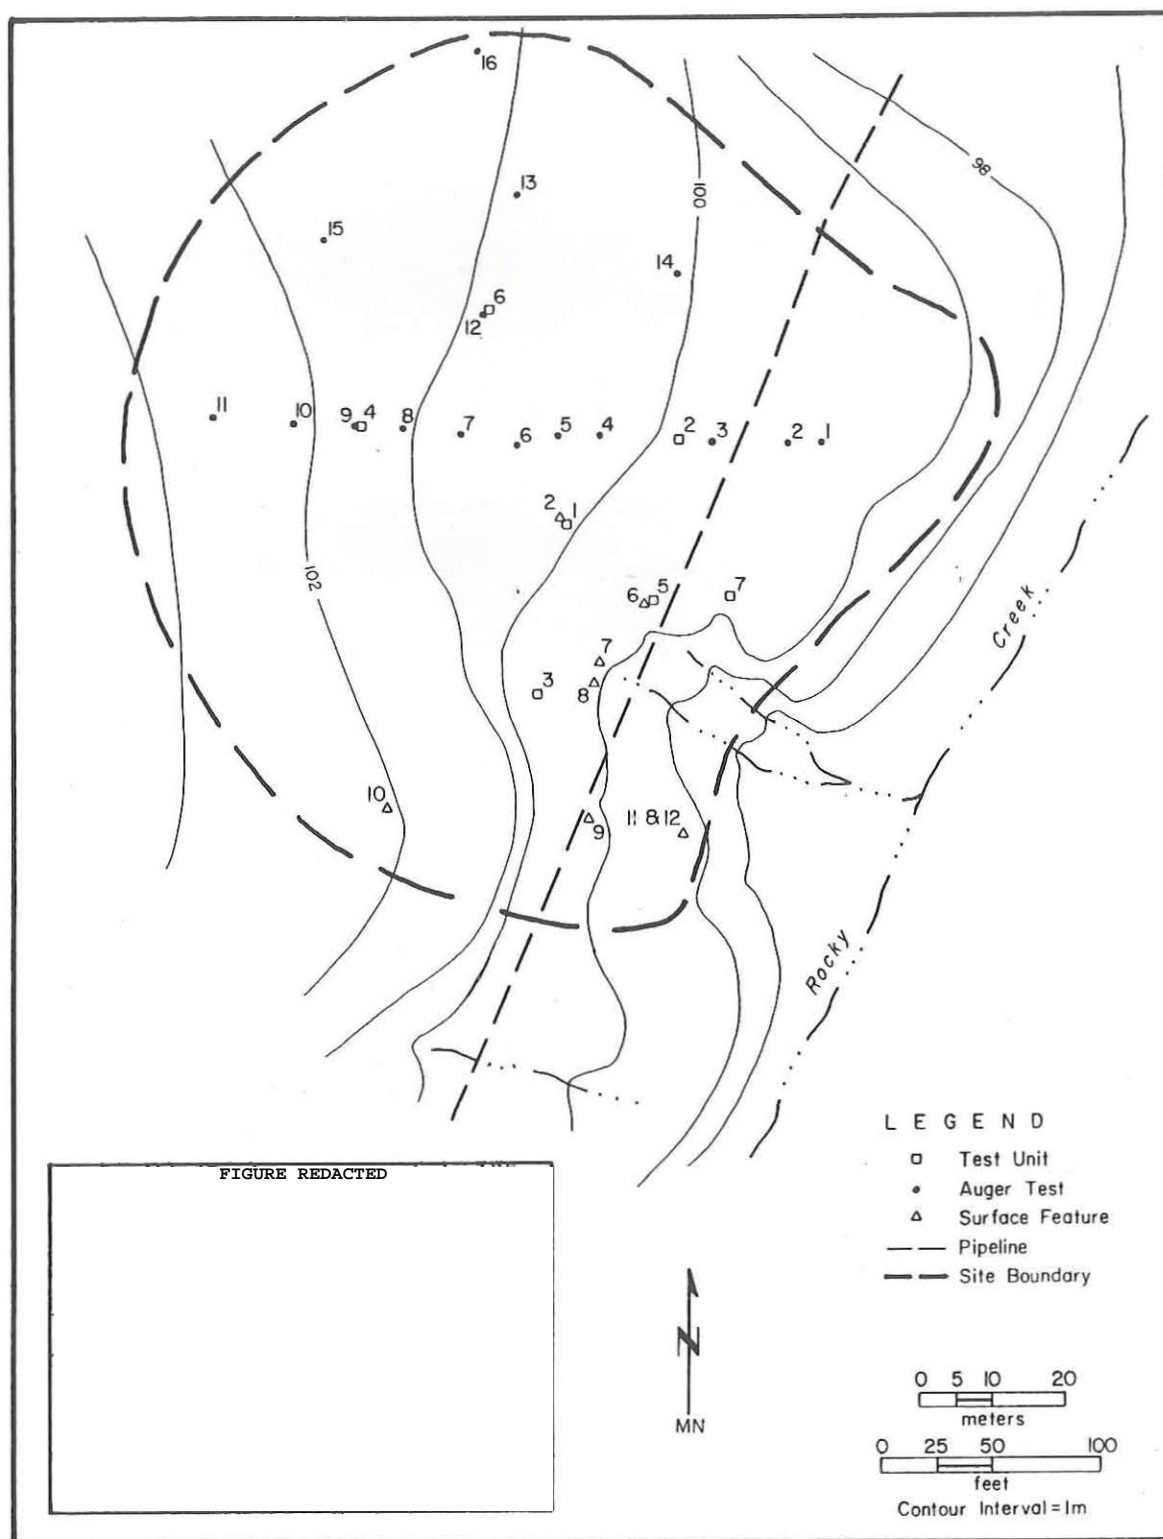 16
98
13
100
15
14
6
12
11
10
9 4
8
7
6
5
4
2
3
2
1
2 1
102
6 5
7
Creek
7
3
8
10
9
11 & 12
Rocky
LEGEND
Test Unit
Auger Test
Surface Feature
Pipeline
Site Boundary
FIGURE REDACTED
N
MN
0 5 10 20
meters
0 25 50 100
feet
Contour Interval = 1m